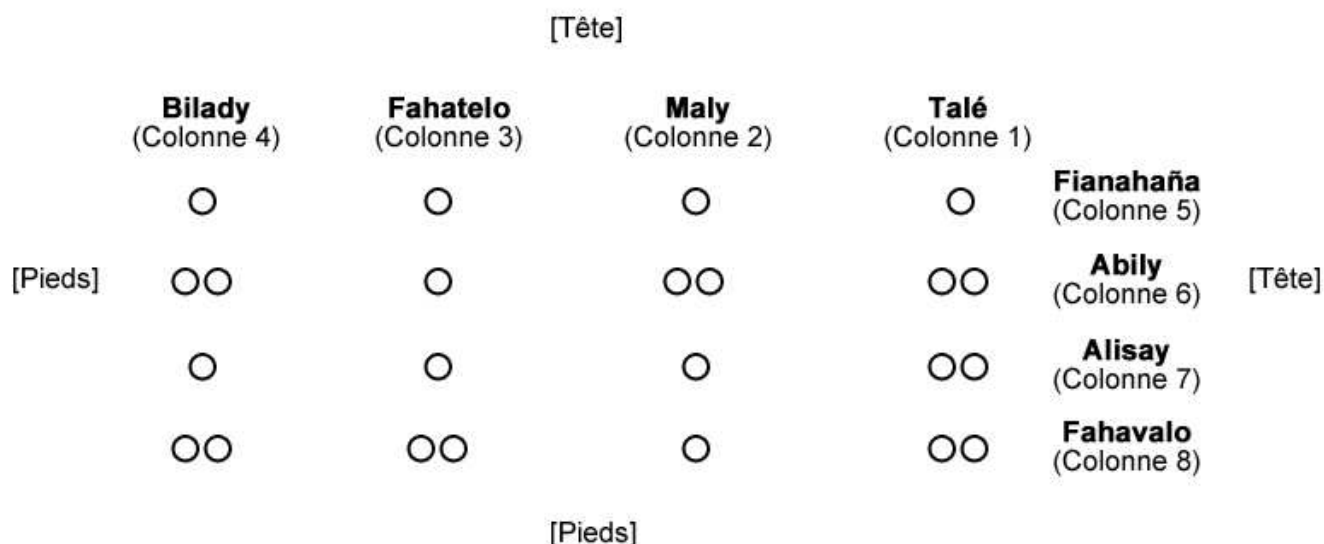 [Tête]
Bilady Fahatelo Maly Talé
(Colonne 4) (Colonne 3) (Colonne 2) (Colonne 1)
Fianahaña
(Colonne 5)
[Pieds] Abily [Tête]
(Colonne 6)
Alisay
(Colonne 7)
Fahavalo
(Colonne 8)
[Pieds]